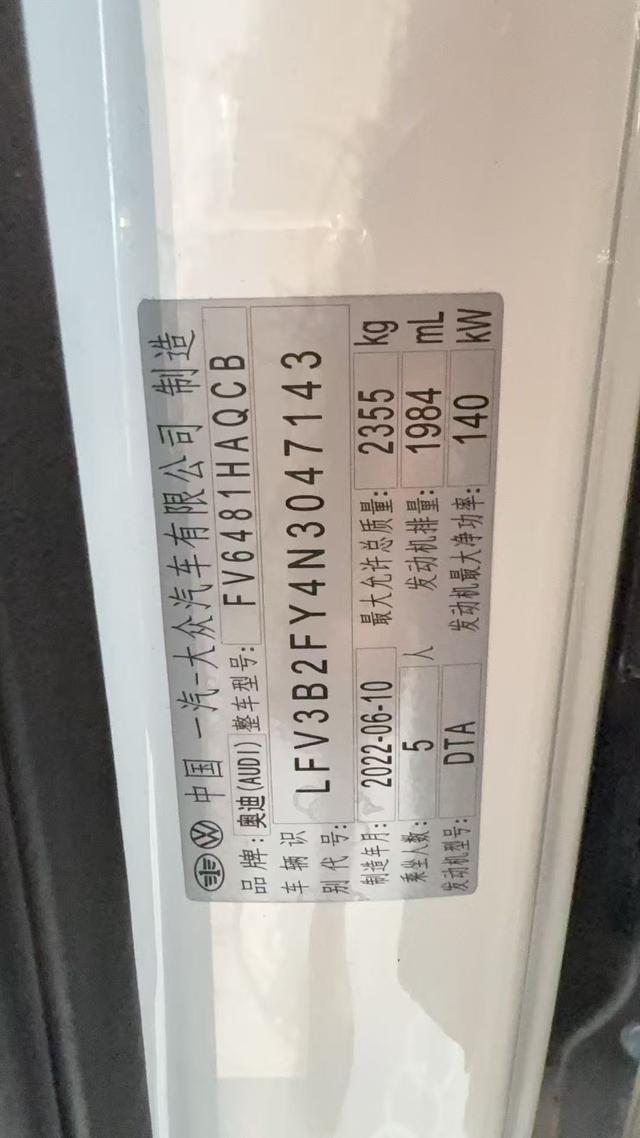 中国 一汽-大众汽车有限公司 制造
品牌: 奥迪(AUDI) 整车型号: FV6481HAQCB
车辆识别代号: LFV3B2FY4N3047143
制造年月: 2022-06-10 最大允许总质量: 2355 kg
乘坐人数: 5 人 发动机排量: 1984 mL
发动机型号: DTA 发动机最大净功率: 140 kW